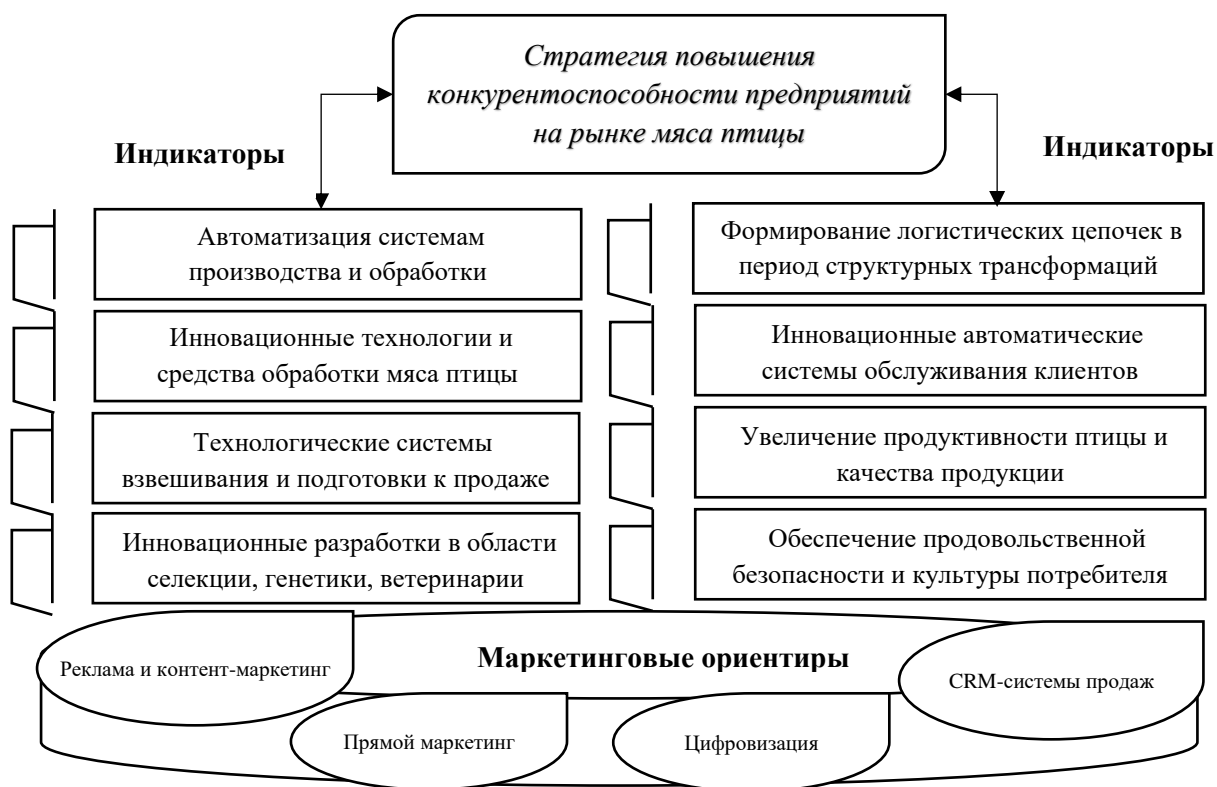 Стратегия повышения
конкурентоспособности предприятий
на рынке мяса птицы
Индикаторы
Индикаторы
Автоматизация системам
производства и обработки
Инновационные технологии и
средства обработки мяса птицы
Технологические системы
взвешивания и подготовки к продаже
Инновационные разработки в области
селекции, генетики, ветеринарии
Формирование логистических цепочек в
период структурных трансформаций
Инновационные автоматические
системы обслуживания клиентов
Увеличение продуктивности птицы и
качества продукции
Обеспечение продовольственной
безопасности и культуры потребителя
Маркетинговые ориентиры
Реклама и контент-маркетинг
Прямой маркетинг
Цифровизация
CRM-системы продаж